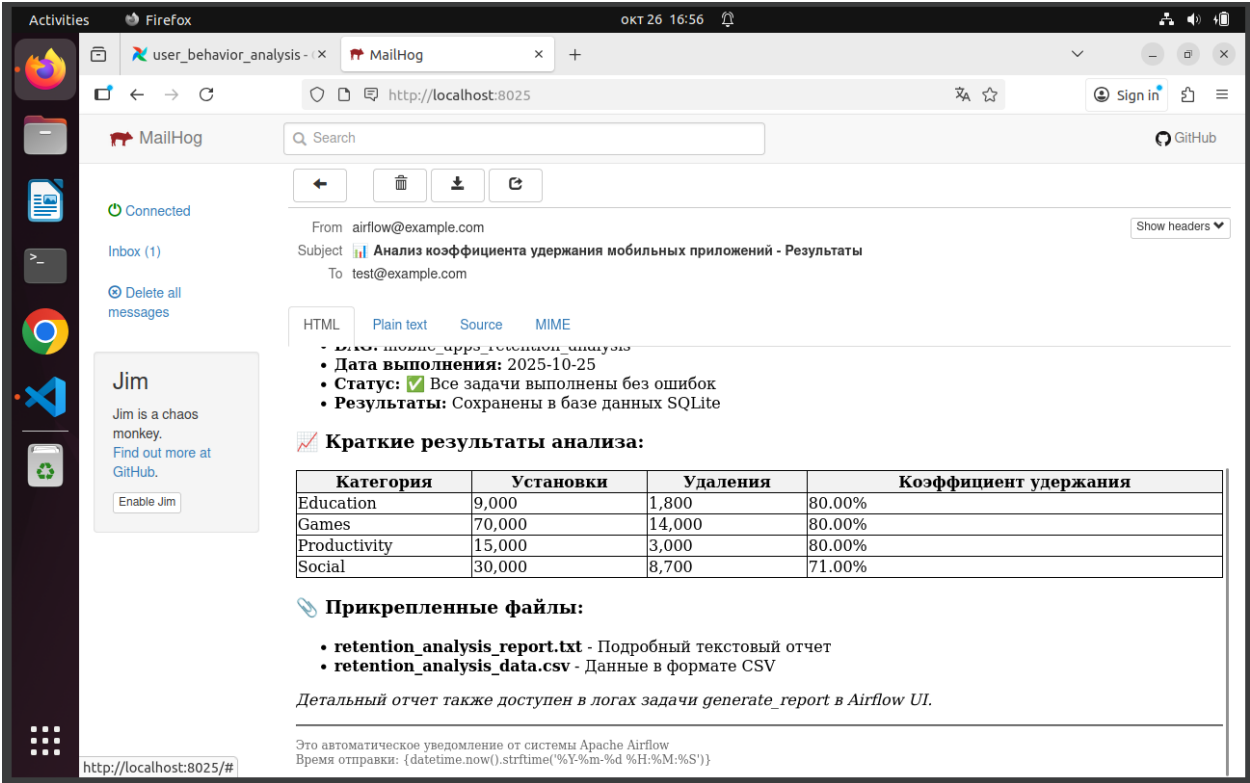 Activities Firefox окт 26 16:56
user_behavior_analysis - ( MailHog
http://localhost:8025 Sign in
MailHog Search GitHub
Connected
Inbox (1)
Delete all
messages
Jim
Jim is a chaos
monkey.
Find out more at
GitHub.
Enable Jim
From airflow@example.com
Show headers
Subject 📊 Анализ коэффициента удержания мобильных приложений - Результаты
To test@example.com
HTML Plain text Source MIME
• DAG: mobile_apps_retention_analysis
• Дата выполнения: 2025-10-25
• Статус: ✅ Все задачи выполнены без ошибок
• Результаты: Сохранены в базе данных SQLite
📈 Краткие результаты анализа:
Категория Установки Удаления Коэффициент удержания
Education 9,000 1,800 80.00%
Games 70,000 14,000 80.00%
Productivity 15,000 3,000 80.00%
Social 30,000 8,700 71.00%
📎 Прикрепленные файлы:
• retention_analysis_report.txt - Подробный текстовый отчет
• retention_analysis_data.csv - Данные в формате CSV
Детальный отчет также доступен в логах задачи generate_report в Airflow UI.
Это автоматическое уведомление от системы Apache Airflow
Время отправки: {datetime.now().strftime('%Y-%m-%d %H:%M:%S')}
http://localhost:8025/#